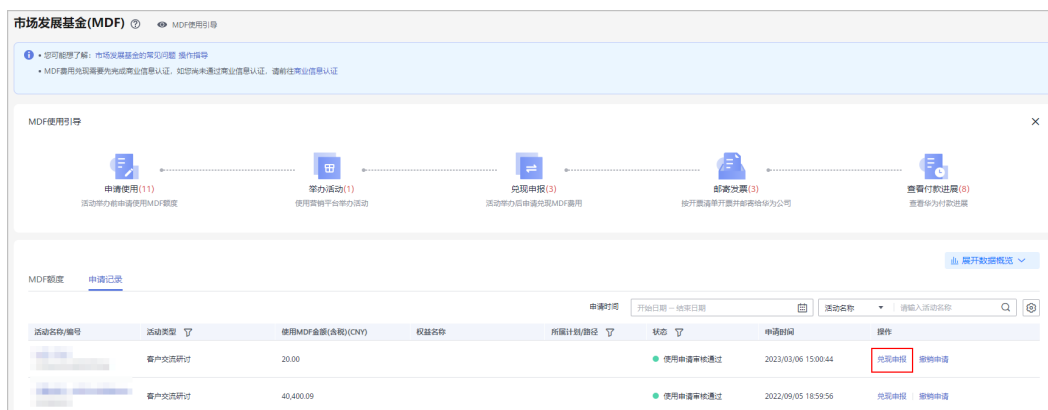 市场发展基金(MDF) MDF使用引导
• 您可能想了解：市场发展基金的常见问题 操作指导
• MDF费用兑现需要先完成商业信息认证，如您尚未通过商业信息认证，请前往商业信息认证
MDF使用引导
申请使用(11) 举办活动(1) 兑现申报(3) 邮寄发票(3) 查看付款进展(8)
活动举办前申请使用MDF额度 使用营销平台举办活动 活动举办后申请兑现MDF费用 按开票清单开票并邮寄给华为公司 查看华为付款进展
展开数据概览
MDF额度 申请记录
申请时间 开始日期 – 结束日期 活动名称 请输入活动名称
活动名称/编号 活动类型 使用MDF金额(含税)(CNY) 权益名称 所属计划/路径 状态 申请时间 操作
客户交流研讨 20.00 使用申请审核通过 2023/03/06 15:00:44 兑现申报 撤销申请
客户交流研讨 40,400.09 使用申请审核通过 2022/09/05 18:59:56 兑现申报 撤销申请